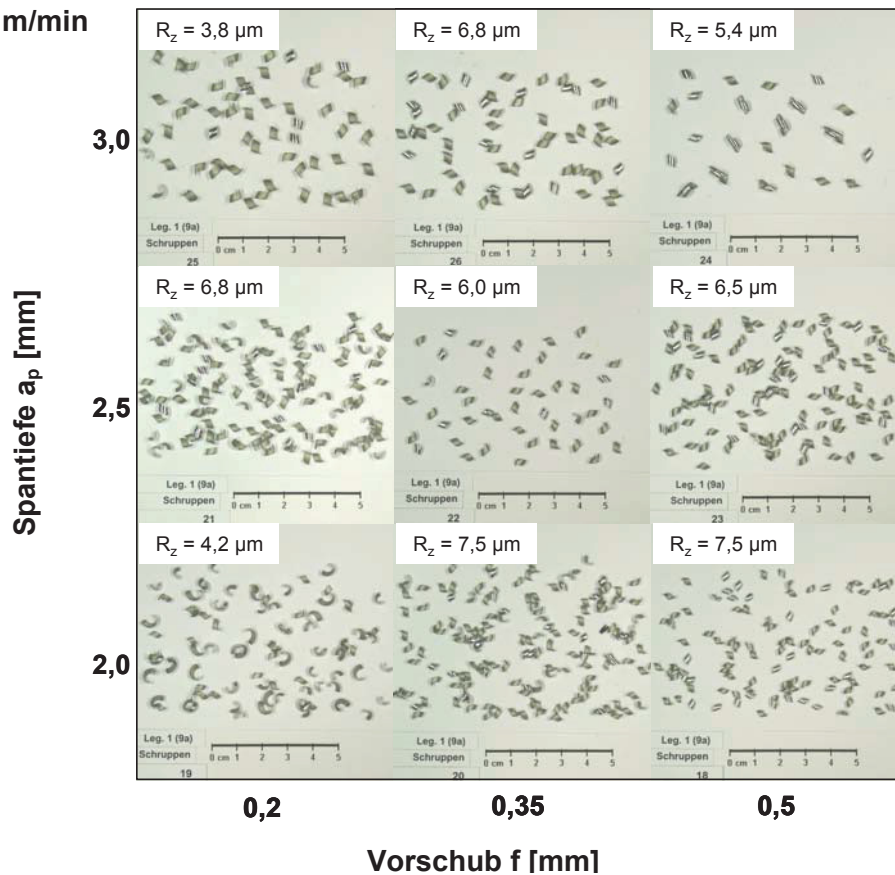 m/min
R_z = 3,8 µm
R_z = 6,8 µm
R_z = 5,4 µm
3,0
Leg. 1 (9a)
Schruppen
0 cm 1 2 3 4 5
25
Leg. 1 (9a)
Schruppen
0 cm 1 2 3 4 5
26
Leg. 1 (9a)
Schruppen
0 cm 1 2 3 4 5
24
R_z = 6,8 µm
R_z = 6,0 µm
R_z = 6,5 µm
2,5
Leg. 1 (9a)
Schruppen
0 cm 1 2 3 4 5
21
Leg. 1 (9a)
Schruppen
0 cm 1 2 3 4 5
22
Leg. 1 (9a)
Schruppen
0 cm 1 2 3 4 5
23
R_z = 4,2 µm
R_z = 7,5 µm
R_z = 7,5 µm
2,0
Leg. 1 (9a)
Schruppen
0 cm 1 2 3 4 5
19
Leg. 1 (9a)
Schruppen
0 cm 1 2 3 4 5
20
Leg. 1 (9a)
Schruppen
0 cm 1 2 3 4 5
18
Spantiefe a_p [mm]
0,2
0,35
0,5
Vorschub f [mm]